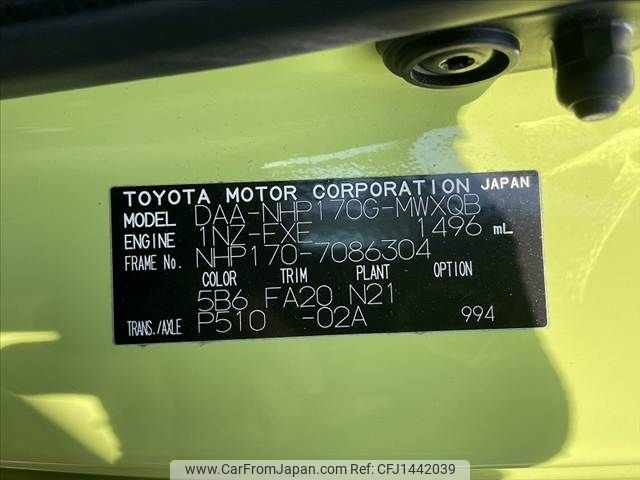 TOYOTA MOTOR CORPORATION JAPAN
MODEL DAA-NHP170G-MWXQB
ENGINE 1NZ-FXE 1496 mL
FRAME No. NHP170-7086304
COLOR TRIM PLANT OPTION
5B6 FA20 N21
TRANS./AXLE P510 -02A 994
www.CarFromJapan.com - CFJ1442039